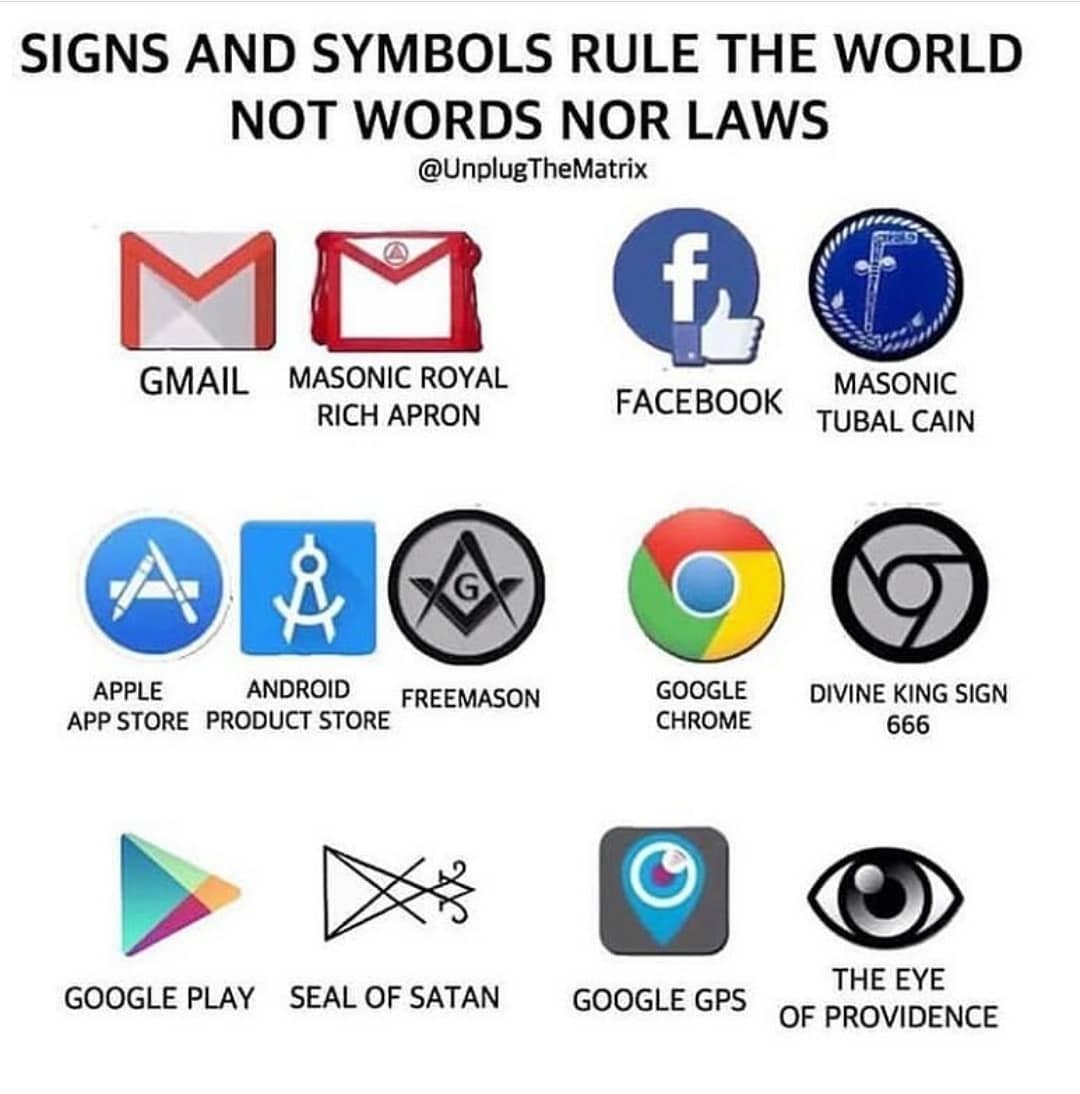 SIGNS AND SYMBOLS RULE THE WORLD
NOT WORDS NOR LAWS
@UnplugTheMatrix
f
GMAIL
MASONIC ROYAL
RICH APRON
FACEBOOK
MASONIC
TUBAL CAIN
G
APPLE
APP STORE
ANDROID
PRODUCT STORE
FREEMASON
GOOGLE
CHROME
DIVINE KING SIGN
666
GOOGLE PLAY
SEAL OF SATAN
GOOGLE GPS
THE EYE
OF PROVIDENCE